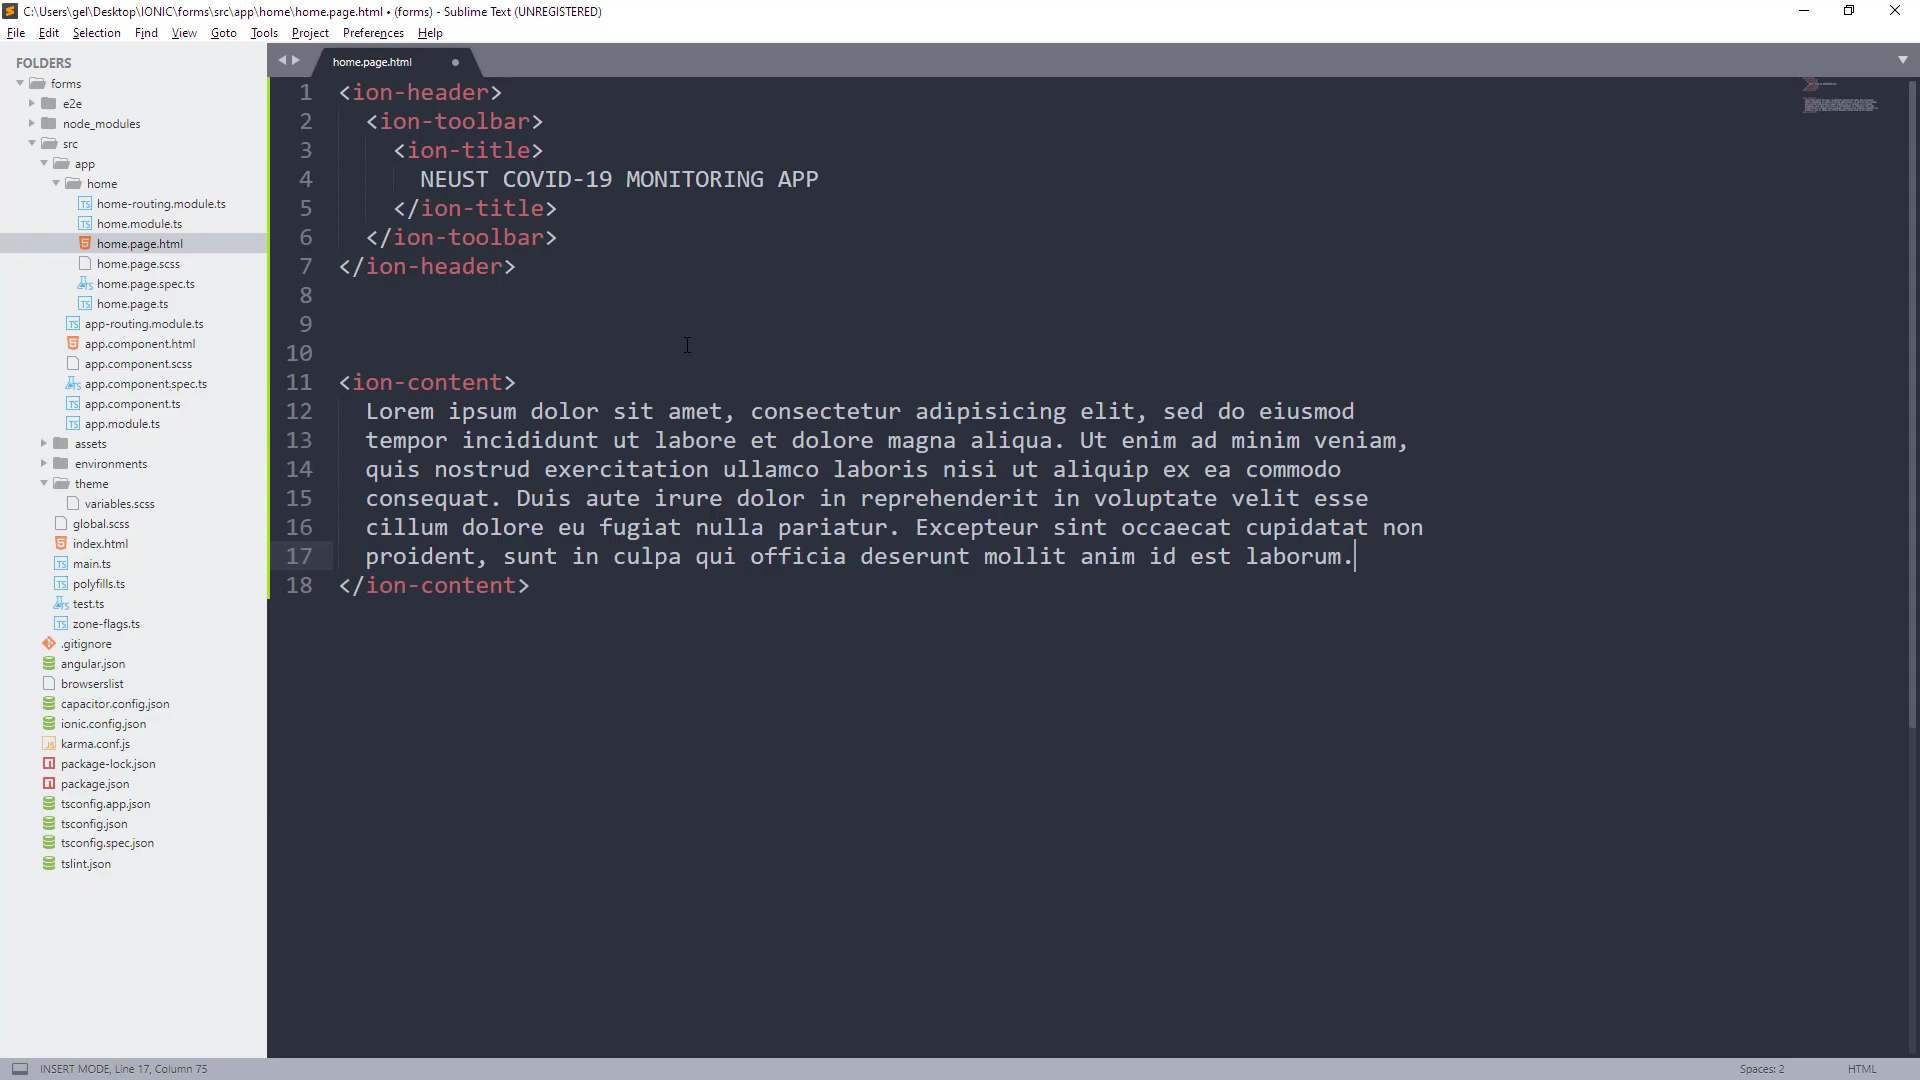 C:\Users\gel\Desktop\IONIC\forms\src\app\home\home.page.html • (forms) - Sublime Text (UNREGISTERED)
File Edit Selection Find View Goto Tools Project Preferences Help
FOLDERS
forms
e2e
node_modules
src
app
home
home-routing.module.ts
home.module.ts
home.page.html
home.page.scss
home.page.spec.ts
home.page.ts
app-routing.module.ts
app.component.html
app.component.scss
app.component.spec.ts
app.component.ts
app.module.ts
assets
environments
theme
variables.scss
global.scss
index.html
main.ts
polyfills.ts
test.ts
zone-flags.ts
.gitignore
angular.json
browserslist
capacitor.config.json
ionic.config.json
karma.conf.js
package-lock.json
package.json
tsconfig.app.json
tsconfig.json
tsconfig.spec.json
tslint.json
home.page.html
1 <ion-header>
2 <ion-toolbar>
3 <ion-title>
4 NEUST COVID-19 MONITORING APP
5 </ion-title>
6 </ion-toolbar>
7 </ion-header>
8
9
10
11 <ion-content>
12 Lorem ipsum dolor sit amet, consectetur adipisicing elit, sed do eiusmod
13 tempor incididunt ut labore et dolore magna aliqua. Ut enim ad minim veniam,
14 quis nostrud exercitation ullamco laboris nisi ut aliquip ex ea commodo
15 consequat. Duis aute irure dolor in reprehenderit in voluptate velit esse
16 cillum dolore eu fugiat nulla pariatur. Excepteur sint occaecat cupidatat non
17 proident, sunt in culpa qui officia deserunt mollit anim id est laborum.
18 </ion-content>
INSERT MODE, Line 17, Column 75
Spaces: 2 HTML